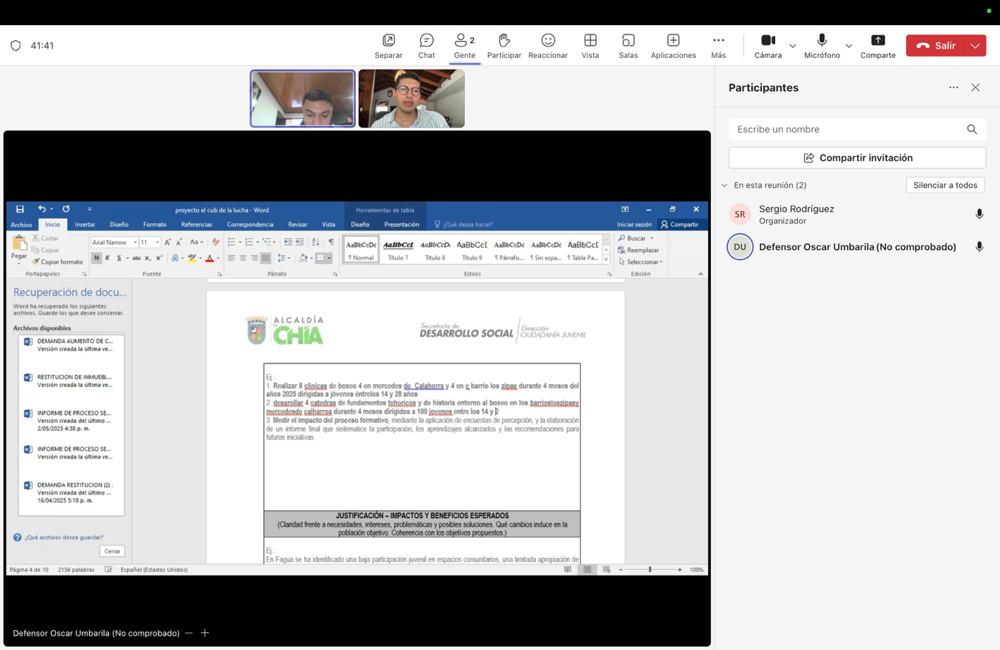 41:41
Separar
Chat
2
Gente
Participar
Reaccionar
Vista
Salas
Aplicaciones
Más
Cámara
Micrófono
Comparte
Salir
Participantes
Escribe un nombre
Compartir invitación
En esta reunión (2)
Silenciar a todos
SR
Sergio Rodríguez
Organizador
DU
Defensor Oscar Umbarila (No comprobado)
proyecto el cub de la lucha - Word
Herramientas de tabla
Archivo
Inicio
Insertar
Diseño
Formato
Referencias
Correspondencia
Revisar
Vista
Diseño
Presentación
¿Qué desea hacer?
Iniciar sesión
Compartir
Pegar
Cortar
Copiar
Copiar formato
Portapapeles
Arial Narrow
11
Aa
N K S abc x₂ x²
Fuente
Párrafo
AaBbCcDc
¶ Normal
AaBbCcL
Título 7
AaBbCcDc
Título 8
AaBbCcI
Título 9
AaBbCcDc
¶ Párrafo...
AaBbCcDc
¶ Sin espa...
AaBbCcI
¶ Table Pa...
Estilos
Buscar
Reemplazar
Seleccionar
Edición
Recuperación de docu...
Word ha recuperado los siguientes
archivos. Guarde los que desee conservar.
Archivos disponibles
DEMANDA AUMENTO DE C...
Versión creada la última ve...
RESTITUCION DE INMUEBL...
Versión creada la última ve...
INFORME DE PROCESO SE...
Versión creada del último ...
2/05/2025 4:38 p. m.
INFORME DE PROCESO SE...
Versión creada la última ve...
DEMANDA RESTITUCION (2) .
Versión creada del último ...
16/04/2025 5:18 p. m.
¿Qué archivos desea guardar?
Cerrar
ALCALDÍA
DE
CHÍA
Secretaría de
DESARROLLO SOCIAL
Dirección
CIUDADANÍA JUVENIL
Ej.:
1. Realizar 8 clinicas de boxeo 4 en mercedes de Calahorra y 4 en e barrio los zipas durante 4 meses del
años 2025 dirigidas a jóvenes éntrelos 14 y 28 años
2. desarollar 4 catedras de fundamentos tehoricos y de historia entorno al boxeo en los barriosloszipasy
mercedesde calharroa durante 4 meses dirigidos a 100 jovenes entre los 14 y 2
3. Medir el impacto del proceso formativo, mediante la aplicación de encuestas de percepción, y la elaboración
de un informe final que sistematice la participación, los aprendizajes alcanzados y las recomendaciones para
futuras iniciativas.
JUSTIFICACIÓN – IMPACTOS Y BENEFICIOS ESPERADOS
(Claridad frente a necesidades, intereses, problemáticas y posibles soluciones. Qué cambios induce en la
población objetivo. Coherencia con los objetivos propuestos.)
Ej.:
En Fagua se ha identificado una baja participación juvenil en espacios comunitarios, una limitada apropiación de
Página 4 de 10
2156 palabras
Español (Estados Unidos)
100%
Defensor Oscar Umbarila (No comprobado)